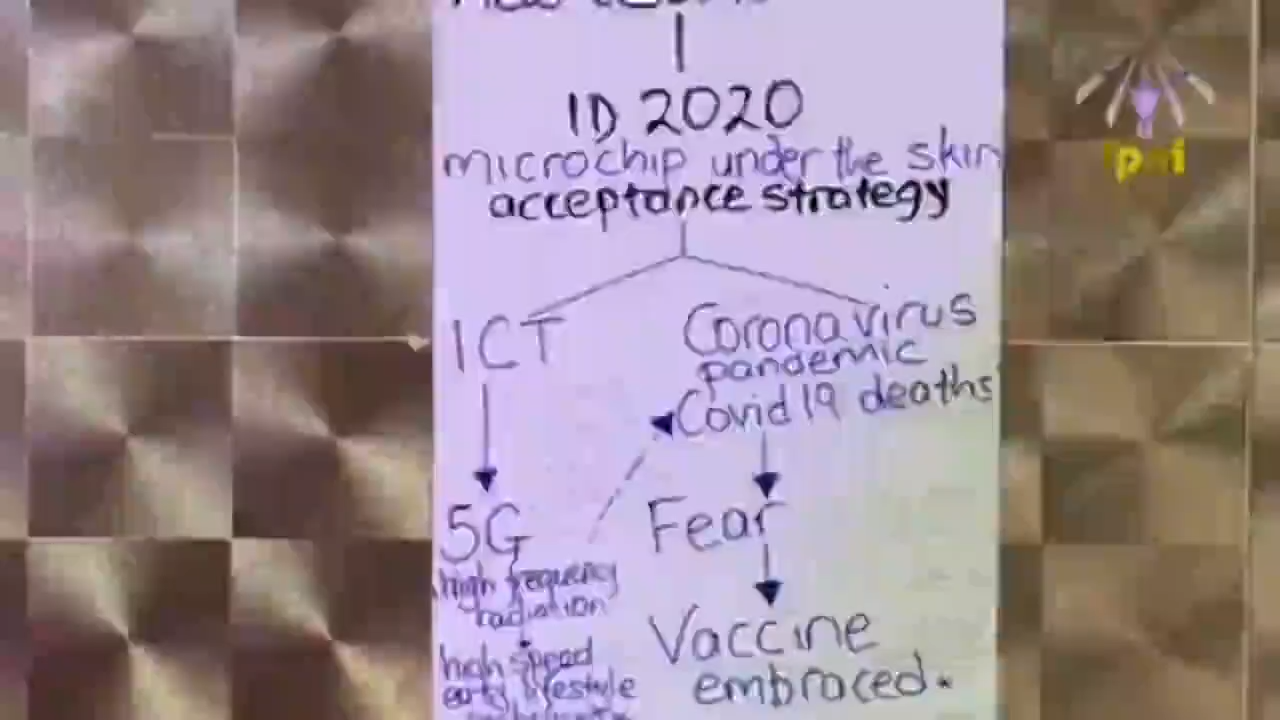 ID 2020
microchip under the skin
acceptance strategy
ICT
Coronavirus
pandemic
Covid 19 deaths
5G
Fear
high frequency
radiation
Vaccine
high speed
lifestyle
embraced.